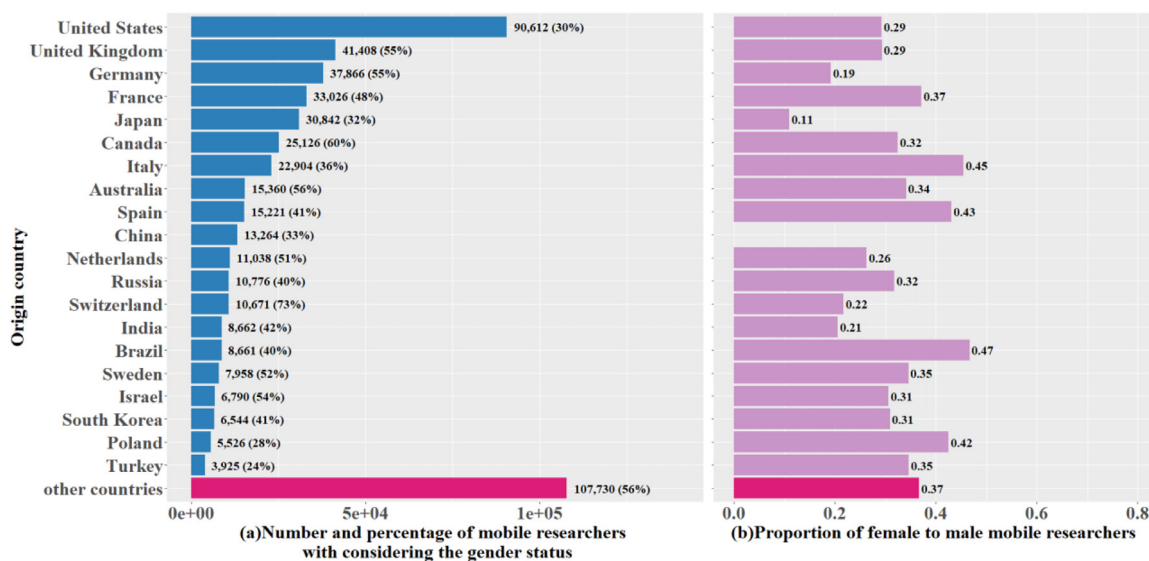 Origin country
United States 90,612 (30%) 0.29
United Kingdom 41,408 (55%) 0.29
Germany 37,866 (55%) 0.19
France 33,026 (48%) 0.37
Japan 30,842 (32%) 0.11
Canada 25,126 (60%) 0.32
Italy 22,904 (36%) 0.45
Australia 15,360 (56%) 0.34
Spain 15,221 (41%) 0.43
China 13,264 (33%)
Netherlands 11,038 (51%) 0.26
Russia 10,776 (40%) 0.32
Switzerland 10,671 (73%) 0.22
India 8,662 (42%) 0.21
Brazil 8,661 (40%) 0.47
Sweden 7,958 (52%) 0.35
Israel 6,790 (54%) 0.31
South Korea 6,544 (41%) 0.31
Poland 5,526 (28%) 0.42
Turkey 3,925 (24%) 0.35
other countries 107,730 (56%) 0.37
0e+00 5e+04 1e+05 0.0 0.2 0.4 0.6 0.8
(a)Number and percentage of mobile researchers
with considering the gender status
(b)Proportion of female to male mobile researchers